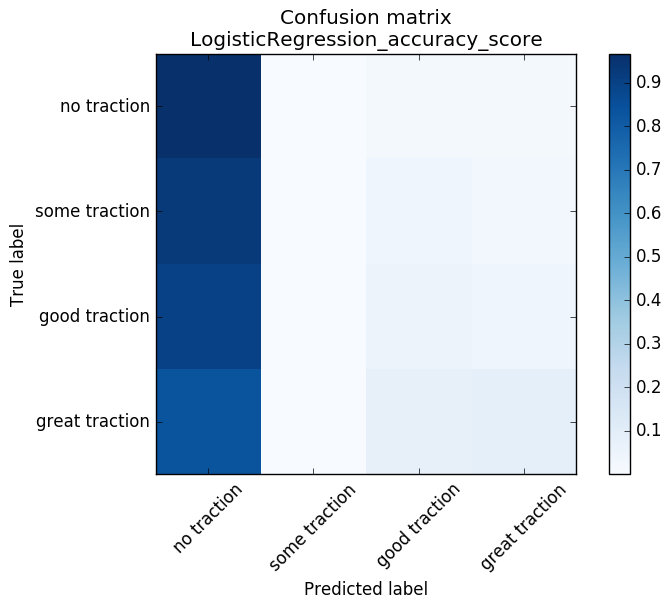 Confusion matrix
LogisticRegression_accuracy_score
True label
no traction
some traction
good traction
great traction
no traction
some traction
good traction
great traction
Predicted label
0.9
0.8
0.7
0.6
0.5
0.4
0.3
0.2
0.1